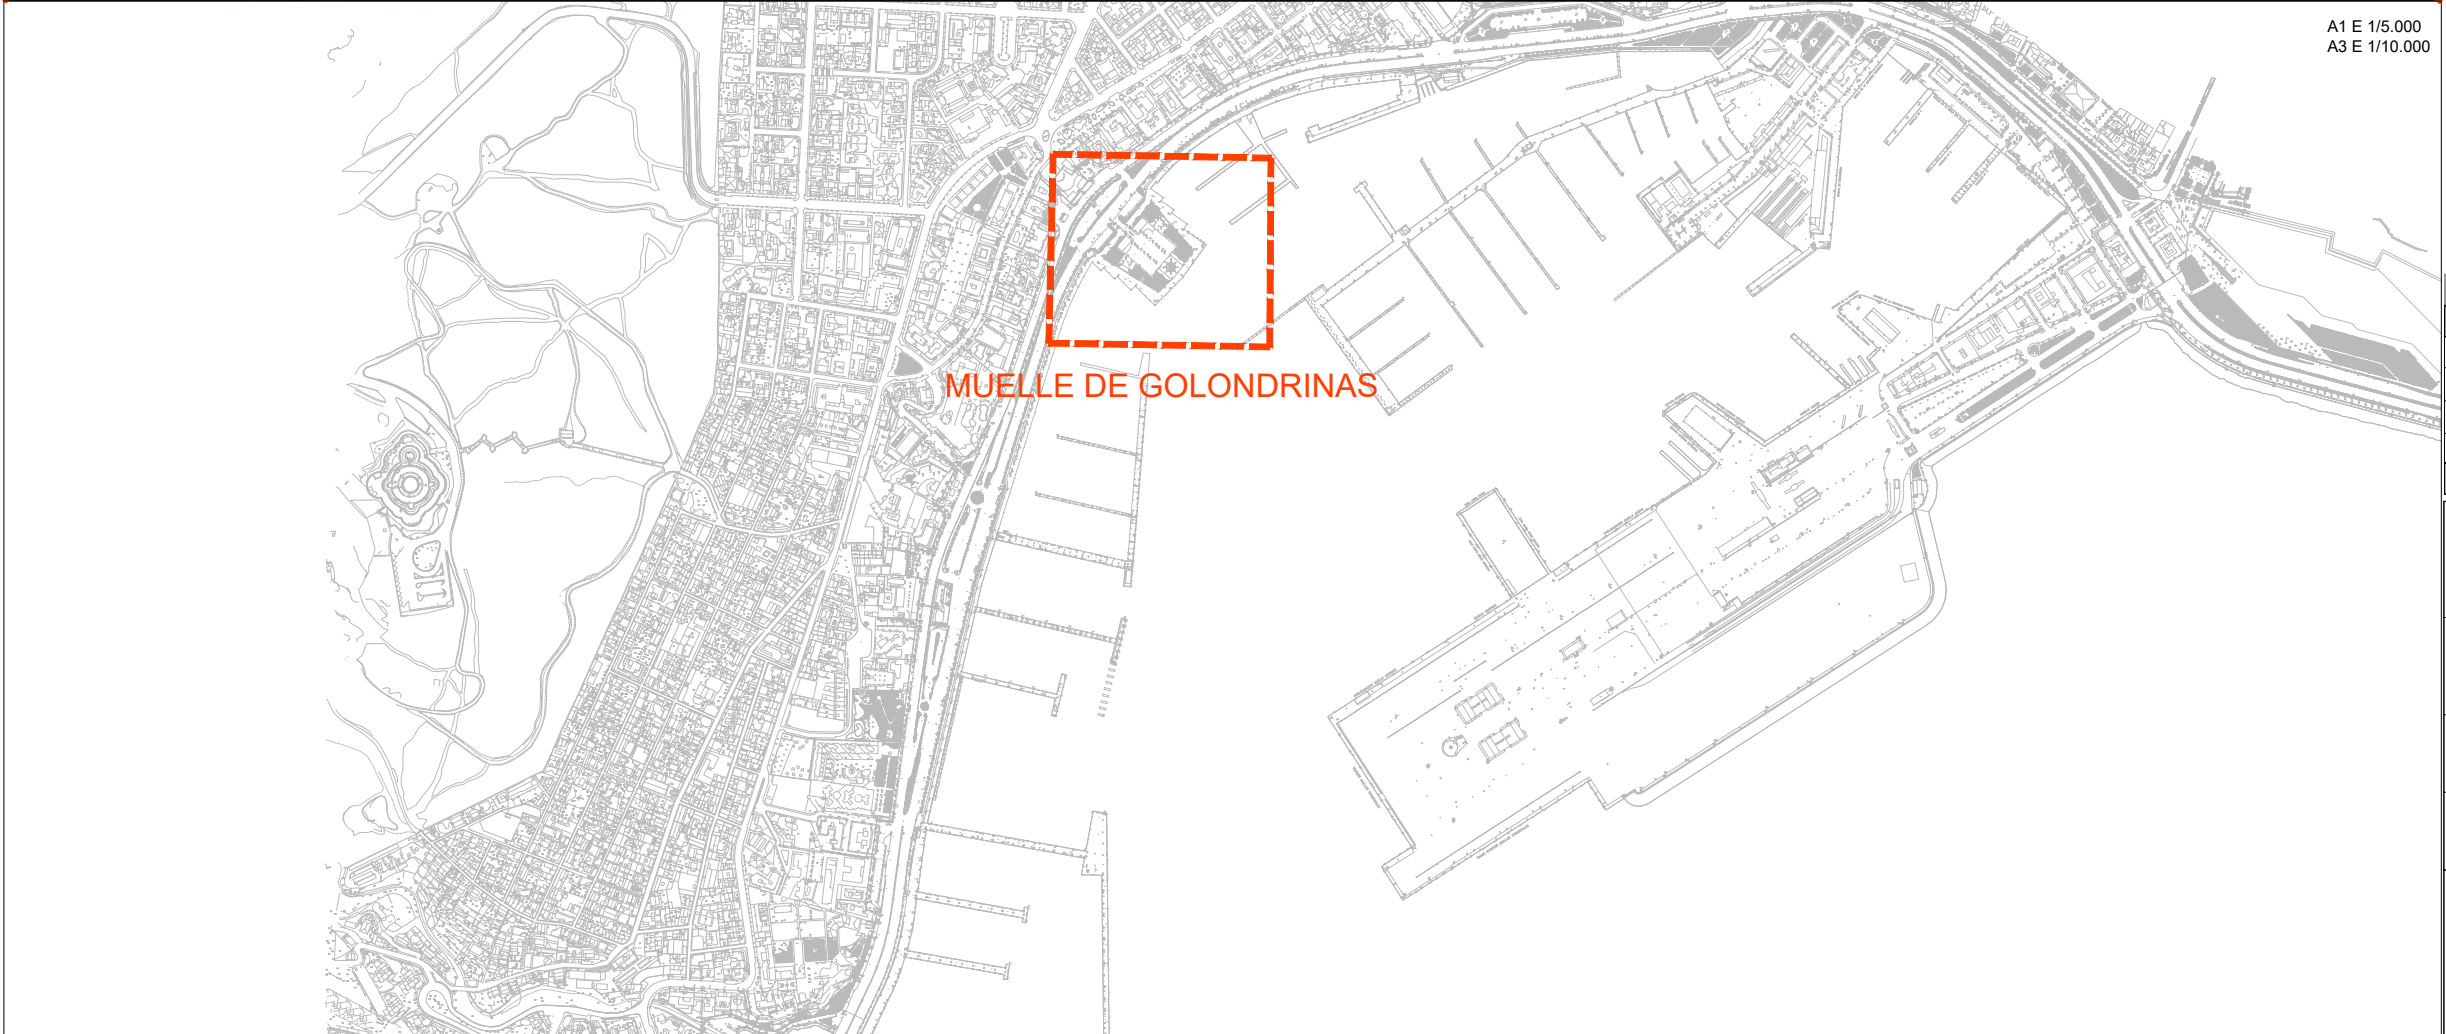 A1 E 1/5.000
A3 E 1/10.000
MUELLE DE GOLONDRINAS